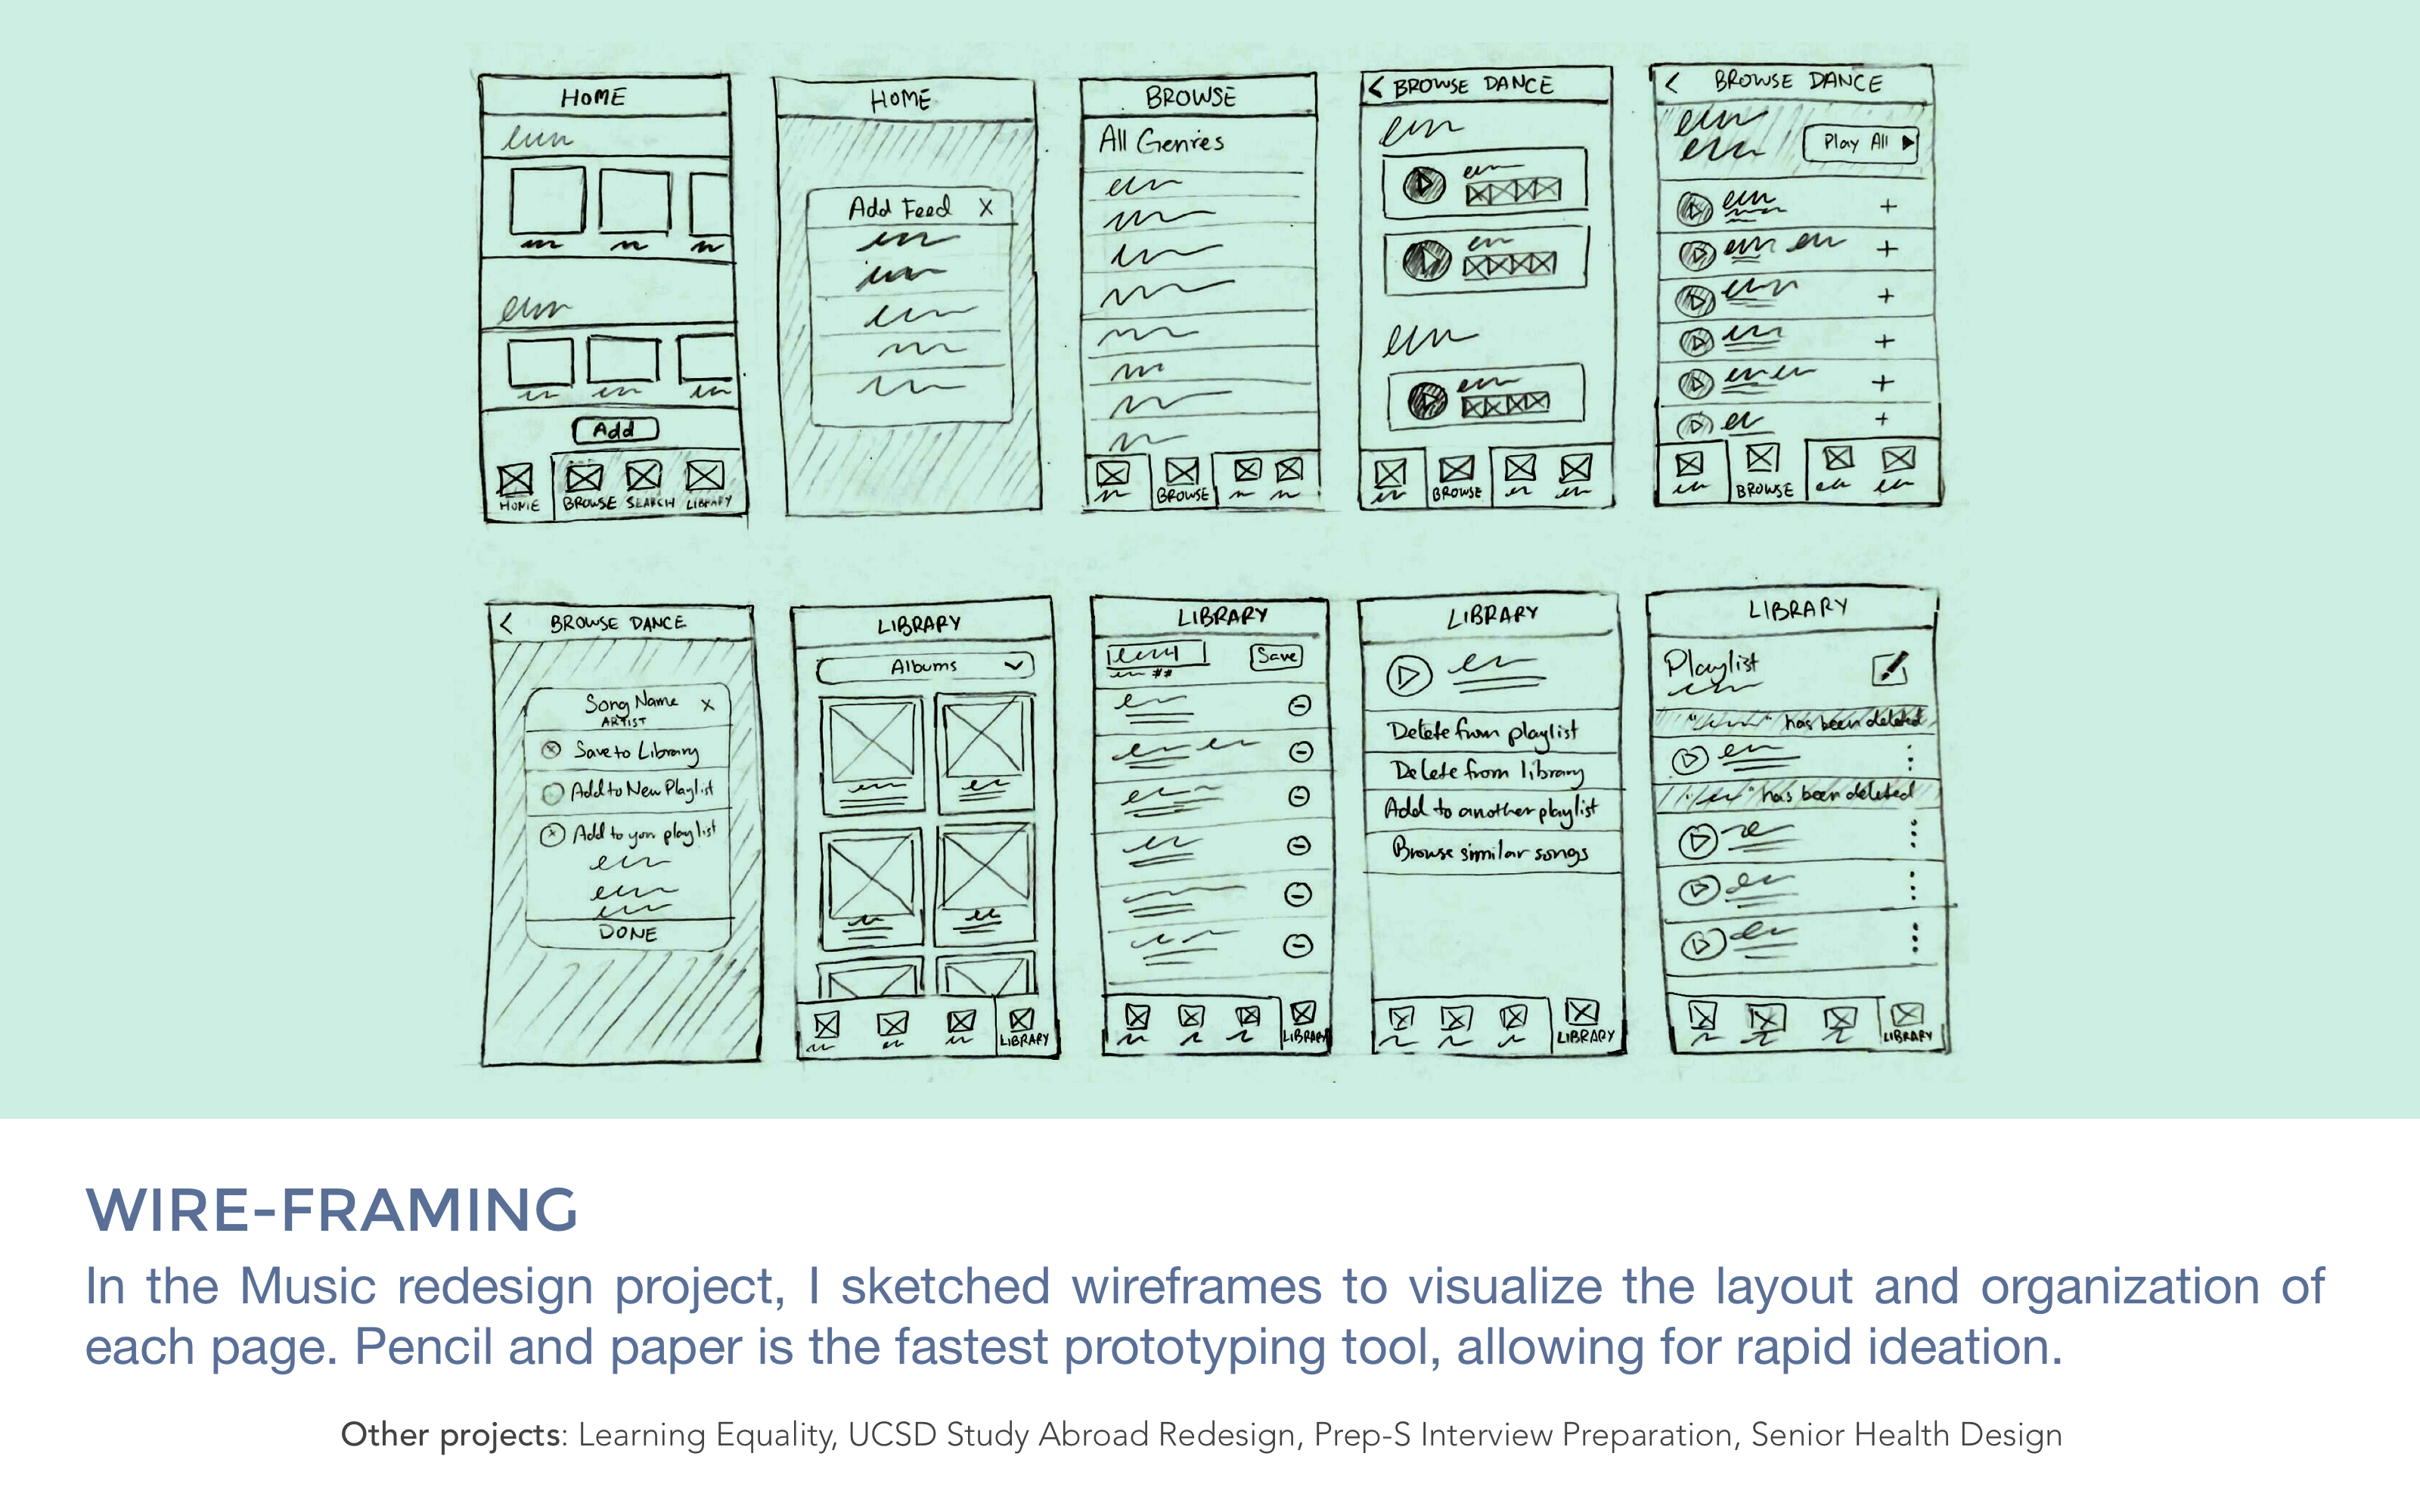 HOME
Add
HOME
BROWSE
SEARCH
LIBRARY
HOME
Add Feed X
BROWSE
All Genres
BROWSE
< BROWSE DANCE
BROWSE
< BROWSE DANCE
Play All
BROWSE
< BROWSE DANCE
Song Name X
ARTIST
Save to Library
Add to New Playlist
Add to your playlist
DONE
LIBRARY
Albums
LIBRARY
LIBRARY
Save
##
LIBRARY
LIBRARY
Delete from playlist
Delete from library
Add to another playlist
Browse similar songs
LIBRARY
LIBRARY
Playlist
has been deleted
has been deleted
LIBRARY
WIRE-FRAMING
In the Music redesign project, I sketched wireframes to visualize the layout and organization of
each page. Pencil and paper is the fastest prototyping tool, allowing for rapid ideation.
Other projects: Learning Equality, UCSD Study Abroad Redesign, Prep-S Interview Preparation, Senior Health Design